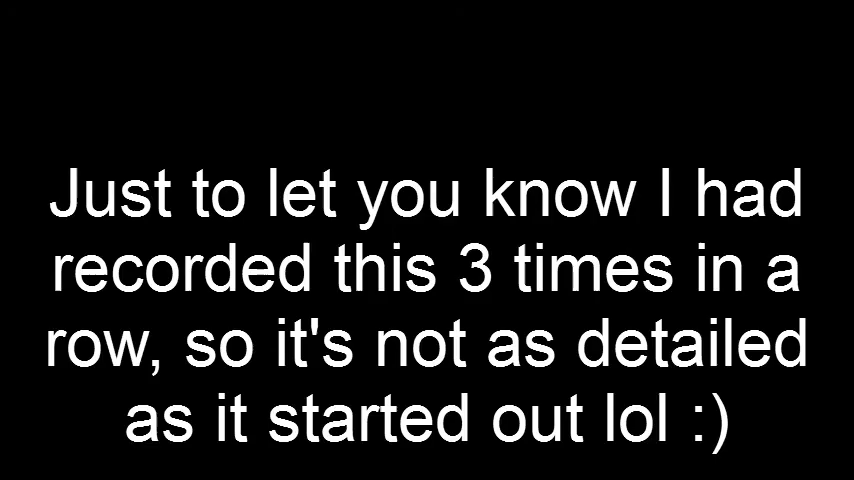 Just to let you know I had
recorded this 3 times in a
row, so it's not as detailed
as it started out lol :)